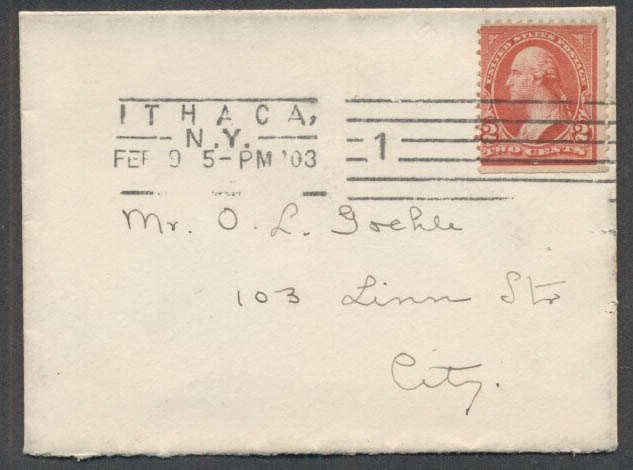 UNITED STATES POSTAGE
2 2
TWO CENTS
ITHACA,
N.Y.
FEB 9 5-PM '03
1
Mr. O. L. Goehle
103 Linn Str
City.